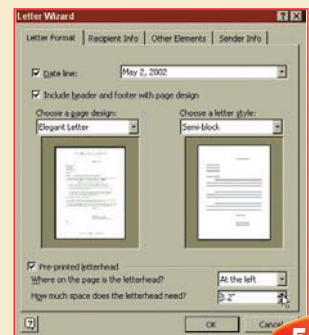 Letter Wizard
Letter Format Recipient Info Other Elements Sender Info
Date line: May 2, 2002
Include header and footer with page design
Choose a page design: Choose a letter style:
Elegant Letter Semi-block
Pre-printed letterhead
Where on the page is the letterhead? At the left
How much space does the letterhead need? 3.2"
OK Cancel
5